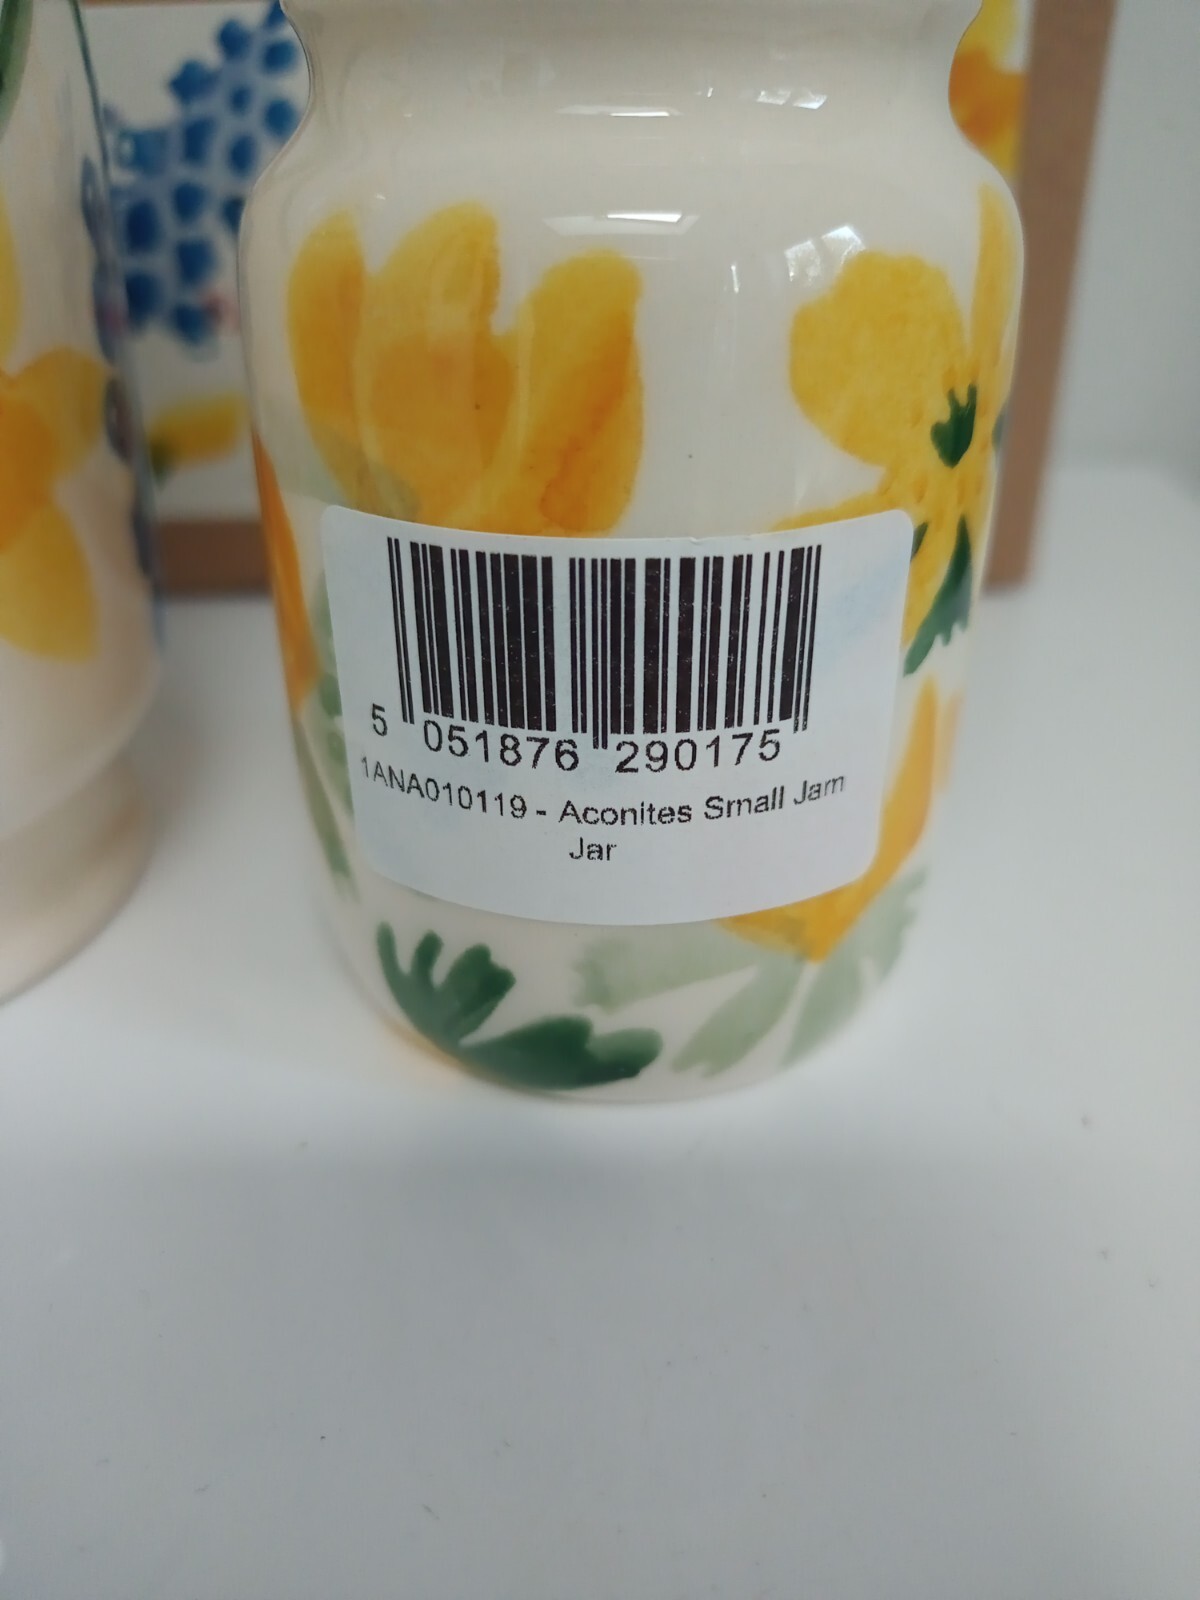 5 051876 290175
1ANA010119 - Aconites Small Jam
Jar